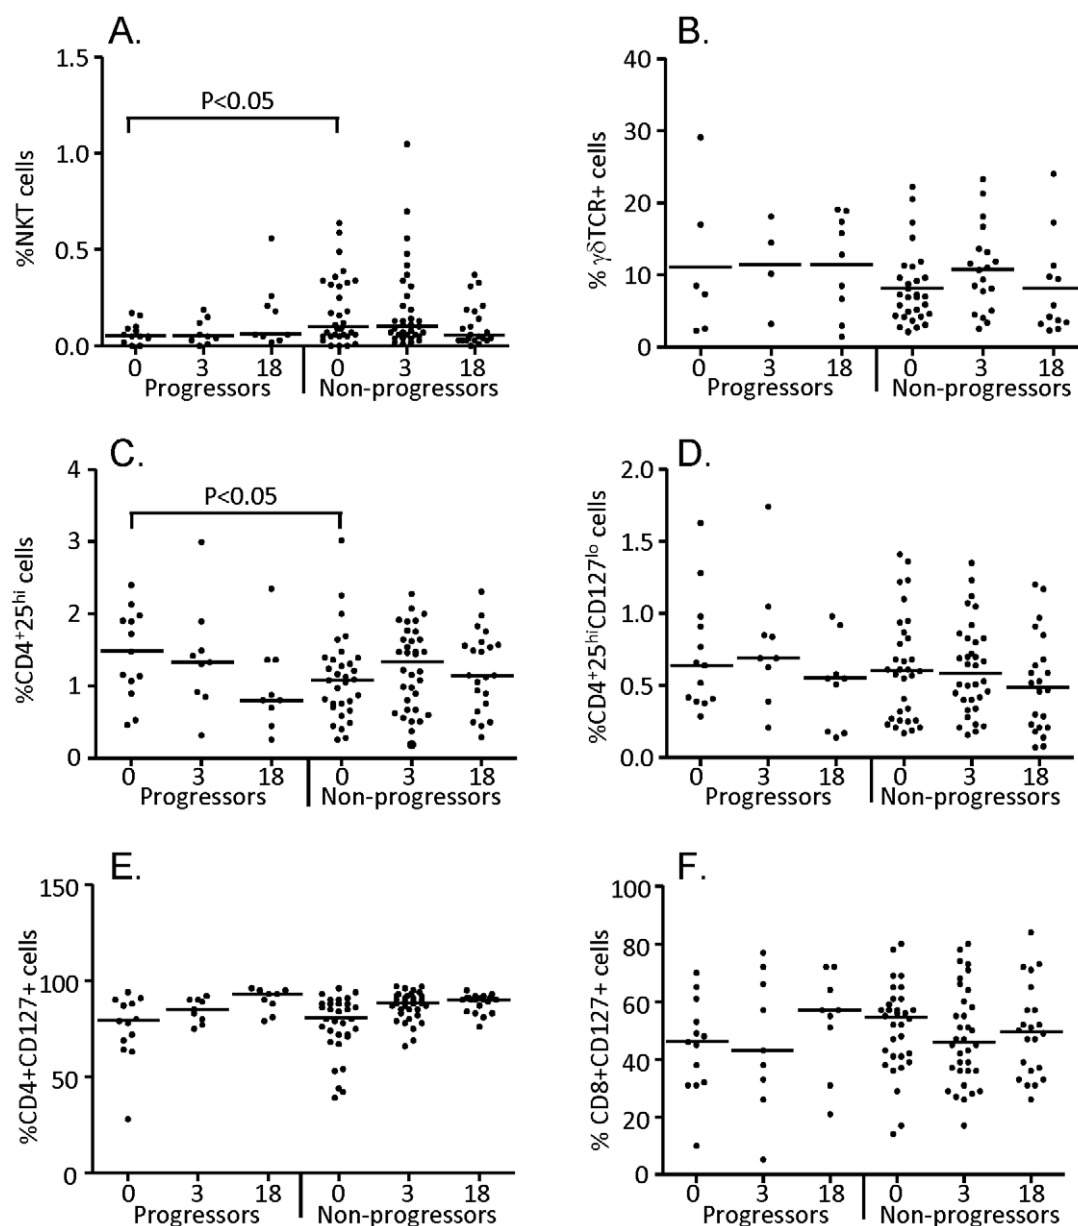 A.
1.5
1.0
0.5
0.0
%NKT cells
P<0.05
0 3 18 0 3 18
Progressors Non-progressors
B.
40
30
20
10
0
% γδTCR+ cells
0 3 18 0 3 18
Progressors Non-progressors
C.
4
3
2
1
0
%CD4⁺25ʰⁱ cells
P<0.05
0 3 18 0 3 18
Progressors Non-progressors
D.
2.0
1.5
1.0
0.5
0.0
%CD4⁺25ʰⁱCD127ˡᵒ cells
0 3 18 0 3 18
Progressors Non-progressors
E.
150
100
50
0
%CD4+CD127+ cells
0 3 18 0 3 18
Progressors Non-progressors
F.
100
80
60
40
20
0
% CD8+CD127+ cells
0 3 18 0 3 18
Progressors Non-progressors